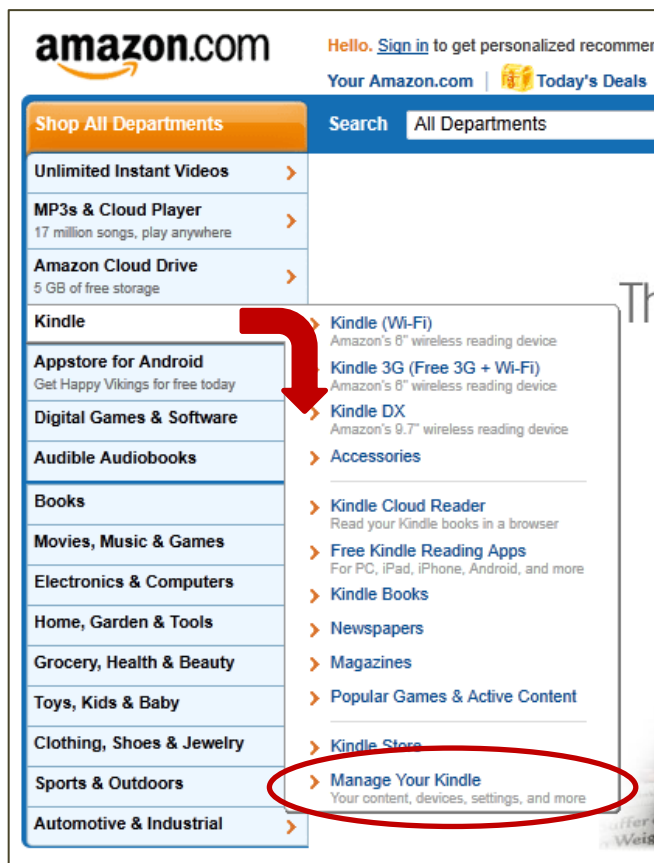 amazon.com
Hello. Sign in to get personalized
Your Amazon.com | Today's Deals
Shop All Departments
Search All Departments
Unlimited Instant Videos
MP3s & Cloud Player
17 million songs, play anywhere
Amazon Cloud Drive
5 GB of free storage
Kindle
Appstore for Android
Get Happy Vikings for free today
Digital Games & Software
Audible Audiobooks
Books
Movies, Music & Games
Electronics & Computers
Home, Garden & Tools
Grocery, Health & Beauty
Toys, Kids & Baby
Clothing, Shoes & Jewelry
Sports & Outdoors
Automotive & Industrial
Kindle (Wi-Fi)
Amazon's 6" wireless reading device
Kindle 3G (Free 3G + Wi-Fi)
Amazon's 6" wireless reading device
Kindle DX
Amazon's 9.7" wireless reading device
Accessories
Kindle Cloud Reader
Read your Kindle books in a browser
Free Kindle Reading Apps
For PC, iPad, iPhone, Android, and more
Kindle Books
Newspapers
Magazines
Popular Games & Active Content
Kindle Store
Manage Your Kindle
Your content, devices, settings, and more